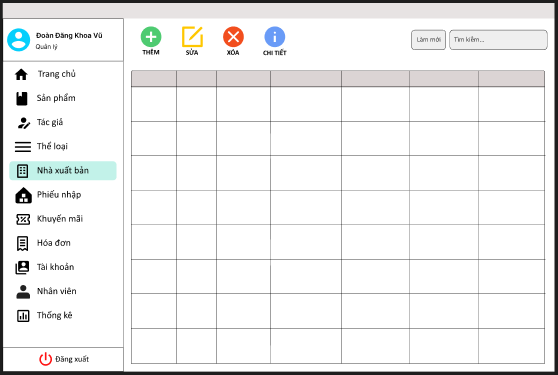 Đoàn Đăng Khoa Vũ
Quản lý
Trang chủ
Sản phẩm
Tác giả
Thể loại
Nhà xuất bản
Phiếu nhập
Khuyến mãi
Hóa đơn
Tài khoản
Nhân viên
Thống kê
Đăng xuất
THÊM
SỬA
XÓA
CHI TIẾT
Làm mới
Tìm kiếm...